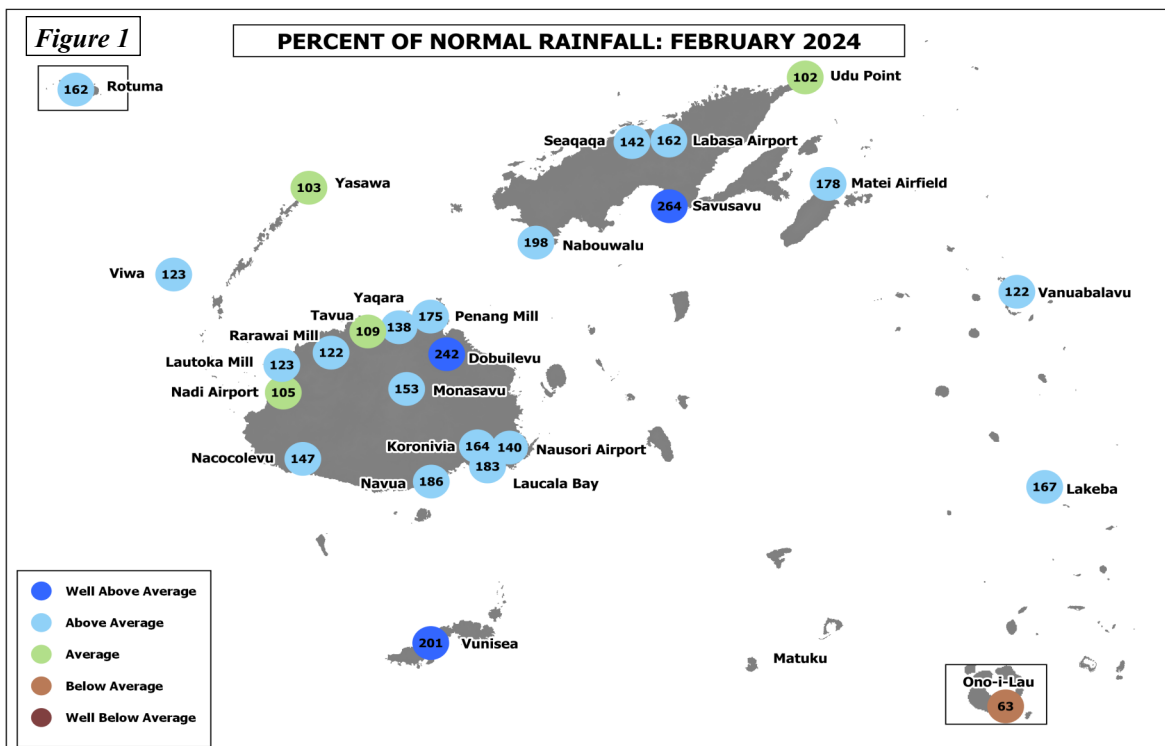 Figure 1
PERCENT OF NORMAL RAINFALL: FEBRUARY 2024
162 Rotuma
102 Udu Point
Seaqaqa 142
162 Labasa Airport
103 Yasawa
178 Matei Airfield
264 Savusavu
198 Nabouwalu
Viwa 123
122 Vanuabalavu
Yaqara 138
175 Penang Mill
Tavua 109
Rarawai Mill 122
242 Dobuilevu
Lautoka Mill 123
Nadi Airport 105
153 Monasavu
Koronivia 164
140 Nausori Airport
Nacocolevu 147
183 Laucala Bay
Navua 186
167 Lakeba
201 Vunisea
Matuku
Ono-i-Lau
63
Well Above Average
Above Average
Average
Below Average
Well Below Average